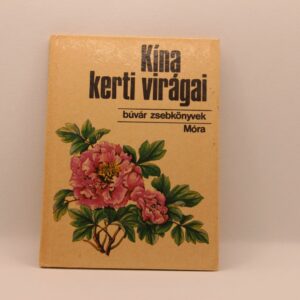 Kína
kerti virágai
búvár zsebkönyvek
Móra